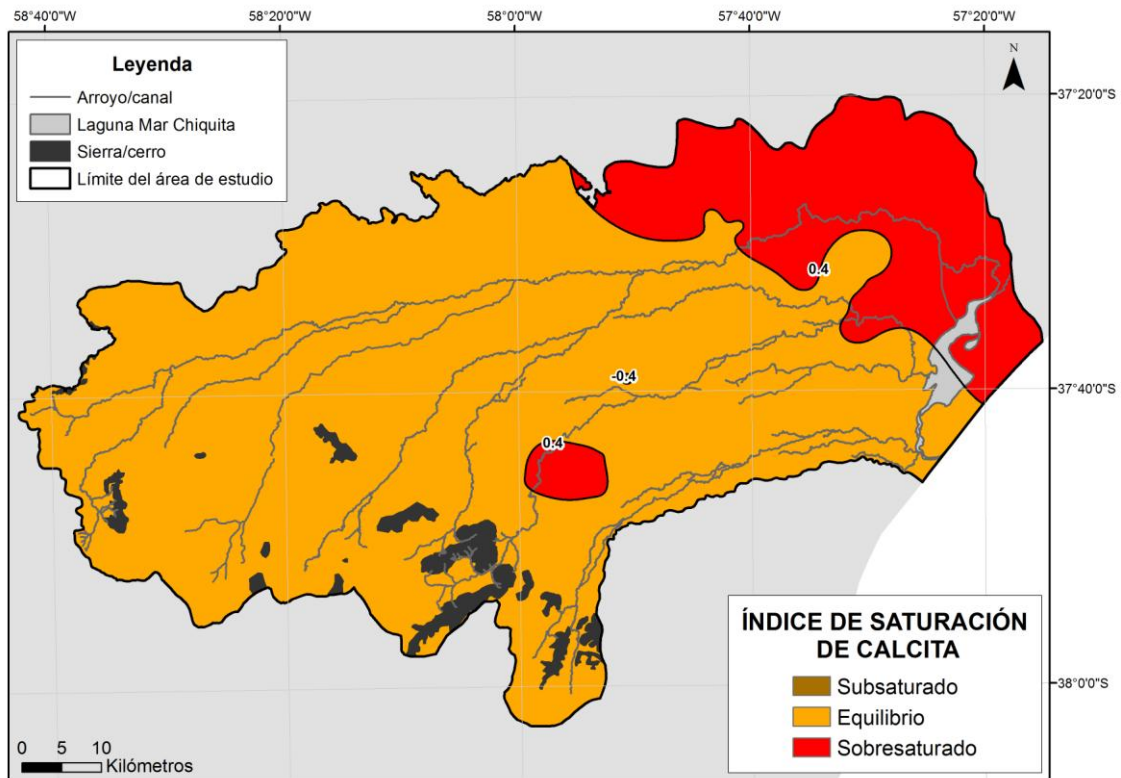 58°40'0"W
58°20'0"W
58°0'0"W
57°40'0"W
57°20'0"W
Leyenda
Arroyo/canal
Laguna Mar Chiquita
Sierra/cerro
Límite del área de estudio
N
37°20'0"S
0.4
-0.4
37°40'0"S
0.4
ÍNDICE DE SATURACIÓN
DE CALCITA
Subsaturado
Equilibrio
Sobresaturado
38°0'0"S
0 5 10
Kilómetros